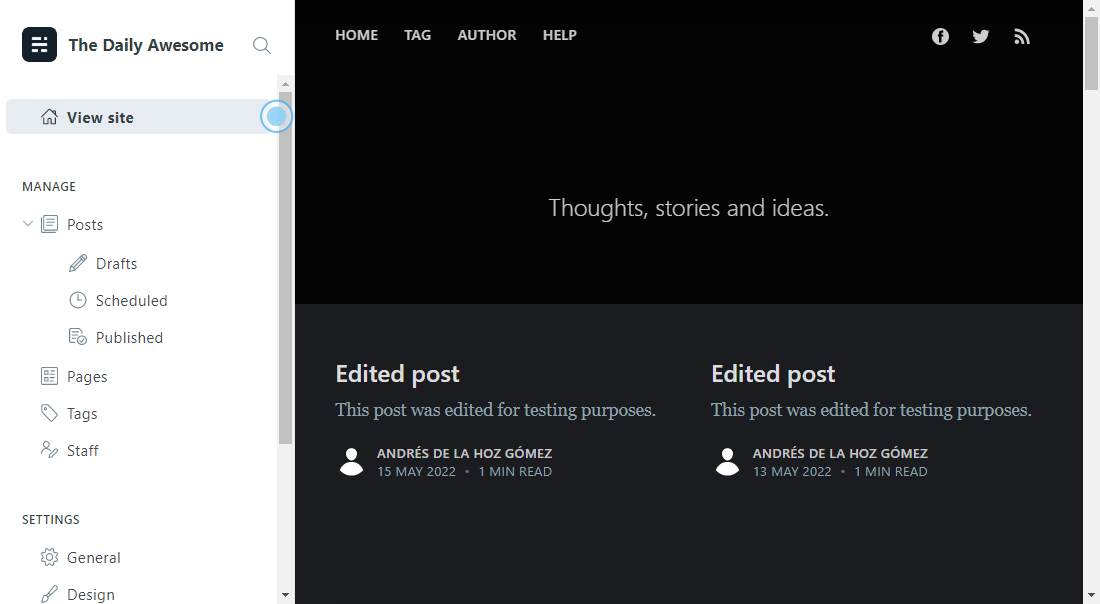 The Daily Awesome
View site
MANAGE
Posts
Drafts
Scheduled
Published
Pages
Tags
Staff
SETTINGS
General
Design
HOME TAG AUTHOR HELP
Thoughts, stories and ideas.
Edited post
This post was edited for testing purposes.
ANDRÉS DE LA HOZ GÓMEZ
15 MAY 2022 • 1 MIN READ
Edited post
This post was edited for testing purposes.
ANDRÉS DE LA HOZ GÓMEZ
13 MAY 2022 • 1 MIN READ